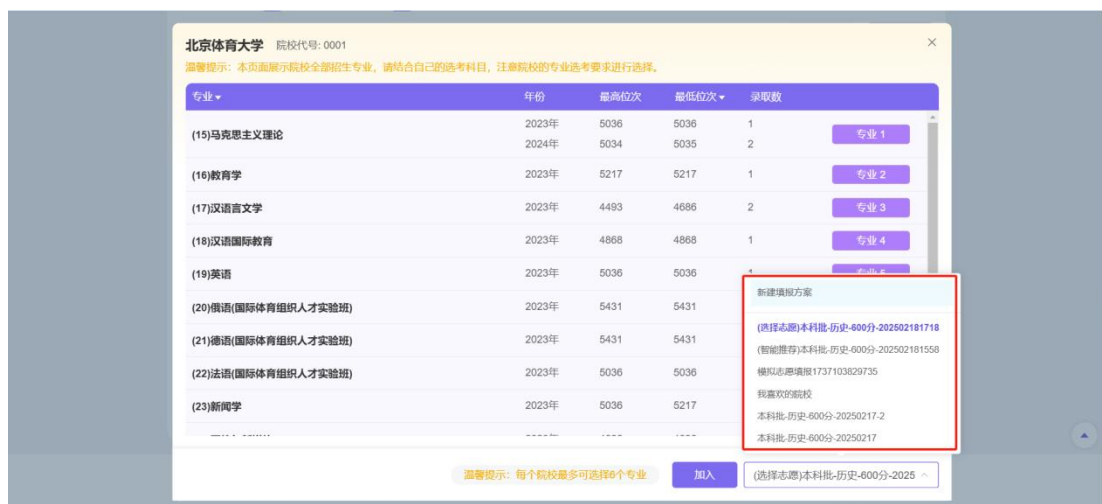 北京体育大学 院校代号: 0001
温馨提示：本页面展示院校全部招生专业，请结合自己的选考科目，注意院校的专业选考要求进行选择。
专业 年份 最高位次 最低位次 录取数
(15)马克思主义理论 2023年 5036 5036 1 专业 1
2024年 5034 5035 2
(16)教育学 2023年 5217 5217 1 专业 2
(17)汉语言文学 2023年 4493 4686 2 专业 3
(18)汉语国际教育 2023年 4868 4868 1 专业 4
(19)英语 2023年 5036 5036
(20)俄语(国际体育组织人才实验班) 2023年 5431 5431
(21)德语(国际体育组织人才实验班) 2023年 5431 5431
(22)法语(国际体育组织人才实验班) 2023年 5036 5036
(23)新闻学 2023年 5036 5217
新建填报方案
(选择志愿)本科批-历史-600分-202502181718
(智能推荐)本科批-历史-600分-202502181558
模拟志愿填报1737103829735
我喜欢的院校
本科批-历史-600分-20250217-2
本科批-历史-600分-20250217
温馨提示：每个院校最多可选择6个专业 加入 (选择志愿)本科批-历史-600分-2025